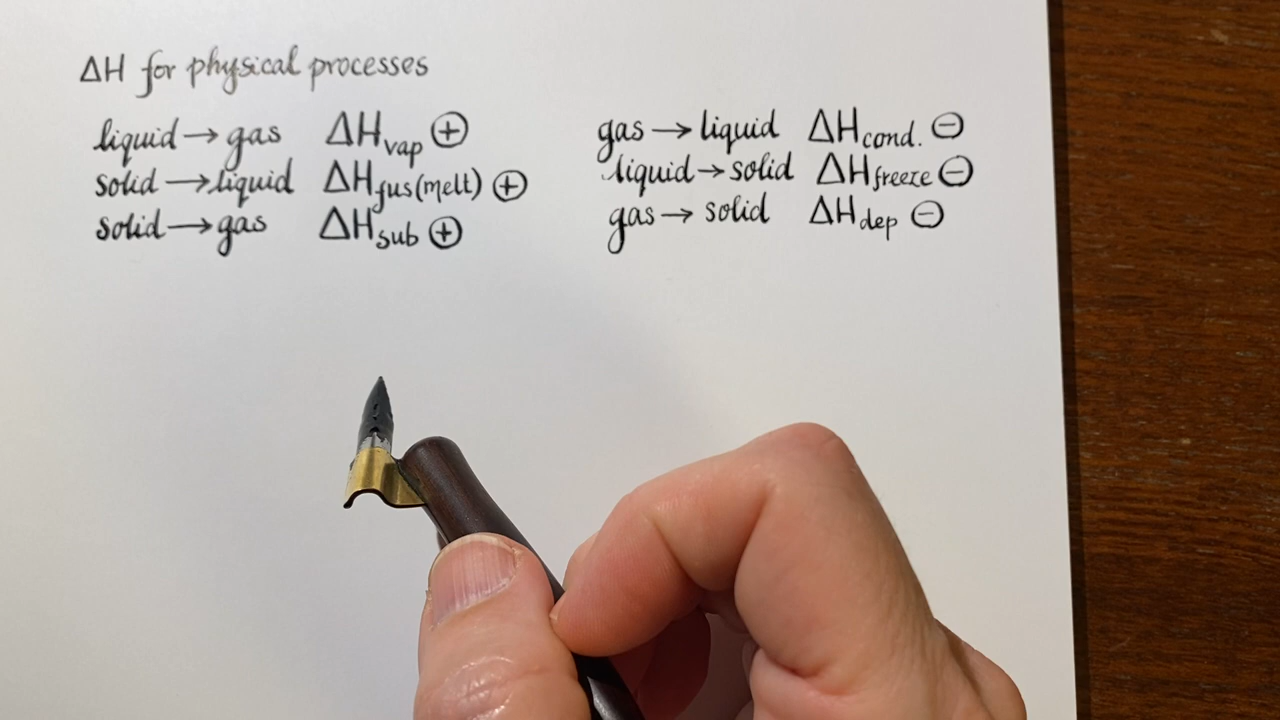 ΔH for physical processes
liquid → gas ΔHvap ⊕
solid → liquid ΔHfus(melt) ⊕
solid → gas ΔHsub ⊕
gas → liquid ΔHcond. ⊖
liquid → solid ΔHfreeze ⊖
gas → solid ΔHdep ⊖